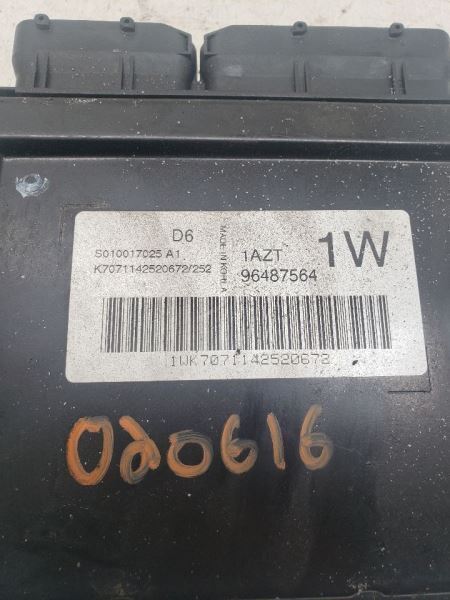 D6
S010017025 A1
K7071142520672/252
MADE IN KOREA
1AZT
96487564
1W
1WK7071142520672
020616